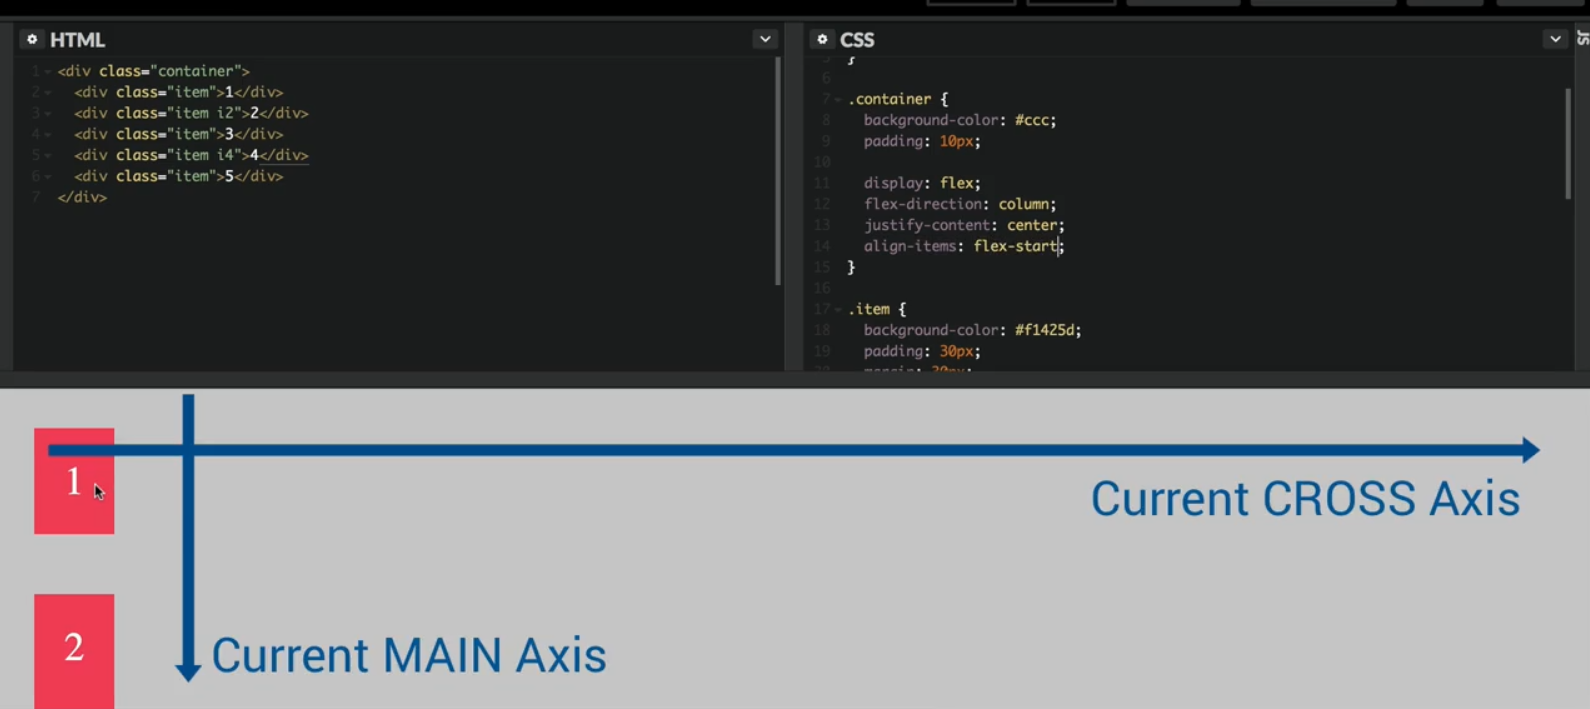 HTML
1 <div class="container">
2 <div class="item">1</div>
3 <div class="item i2">2</div>
4 <div class="item">3</div>
5 <div class="item i4">4</div>
6 <div class="item">5</div>
7 </div>
CSS
JS
5 }
6
7 .container {
8 background-color: #ccc;
9 padding: 10px;
10
11 display: flex;
12 flex-direction: column;
13 justify-content: center;
14 align-items: flex-start;
15 }
16
17 .item {
18 background-color: #f1425d;
19 padding: 30px;
1
Current CROSS Axis
2
Current MAIN Axis